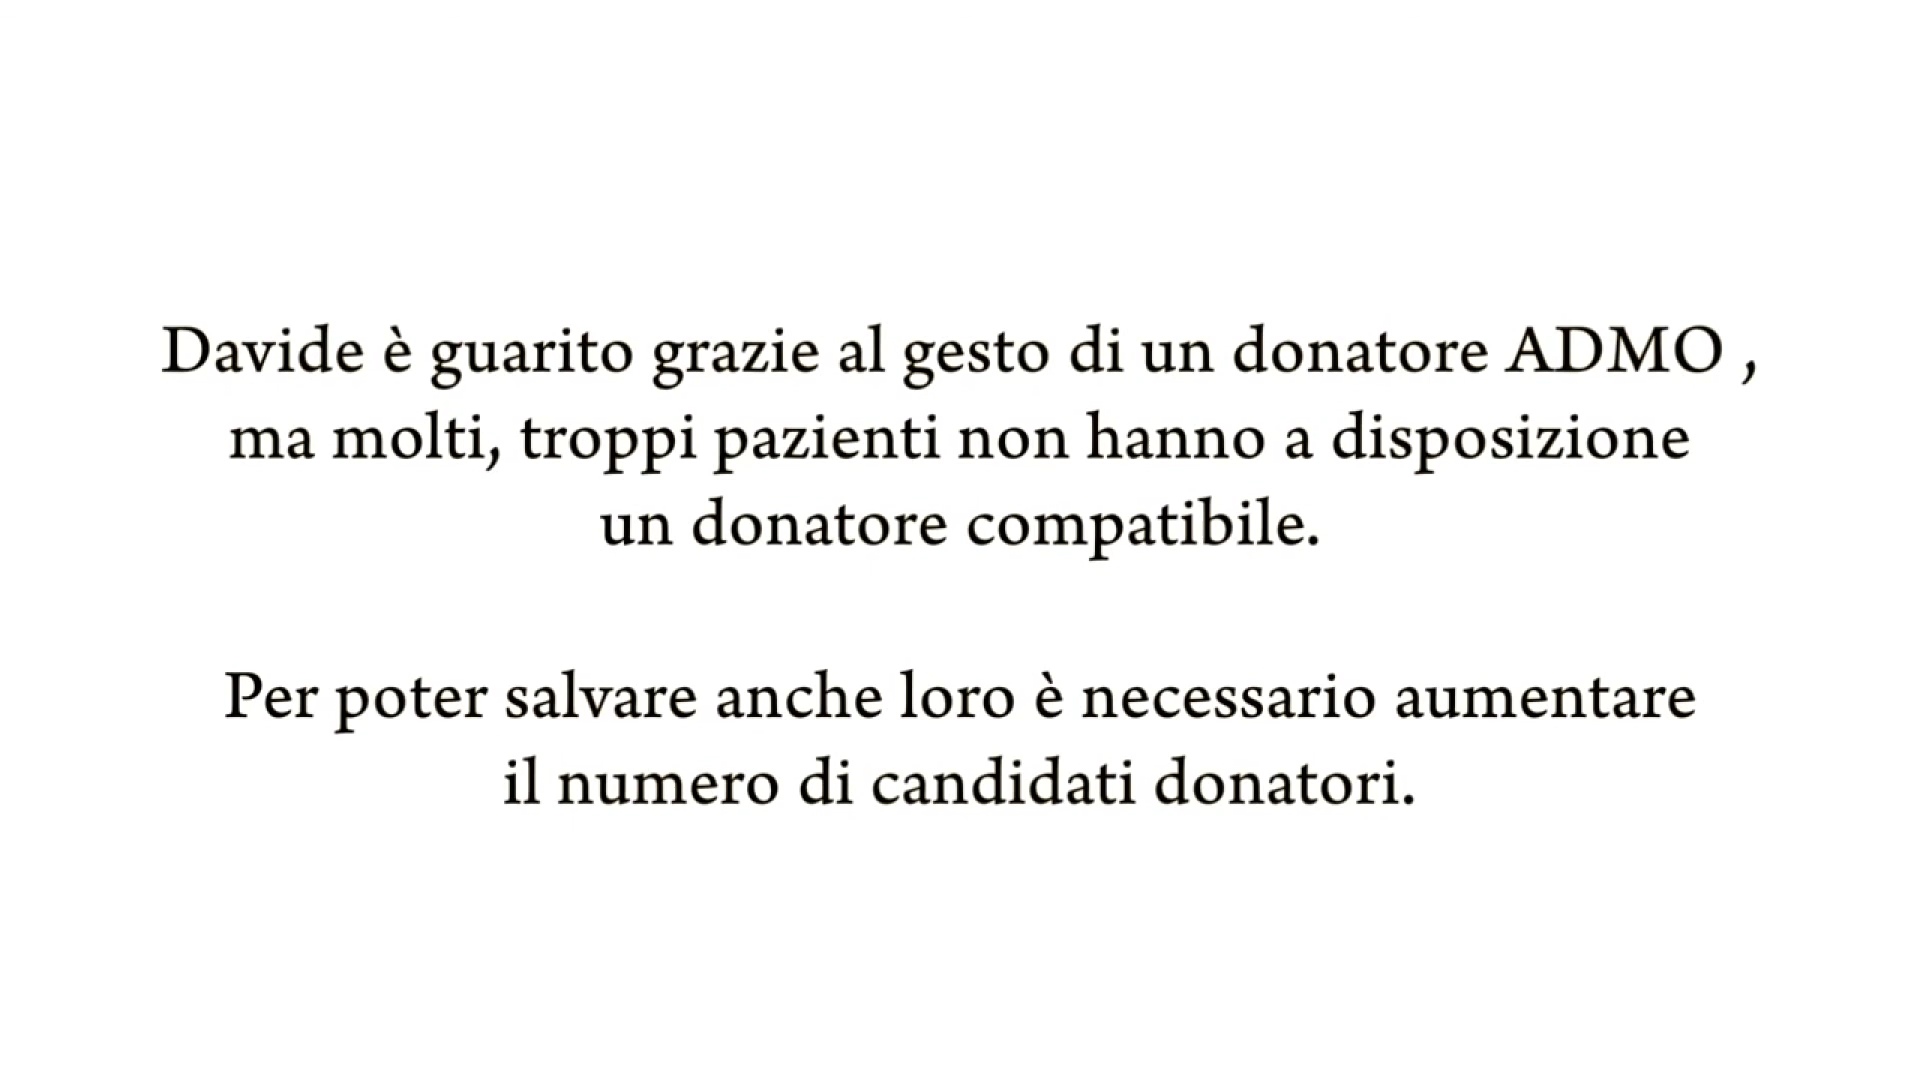 Davide è guarito grazie al gesto di un donatore ADMO ,
ma molti, troppi pazienti non hanno a disposizione
un donatore compatibile.
Per poter salvare anche loro è necessario aumentare
il numero di candidati donatori.